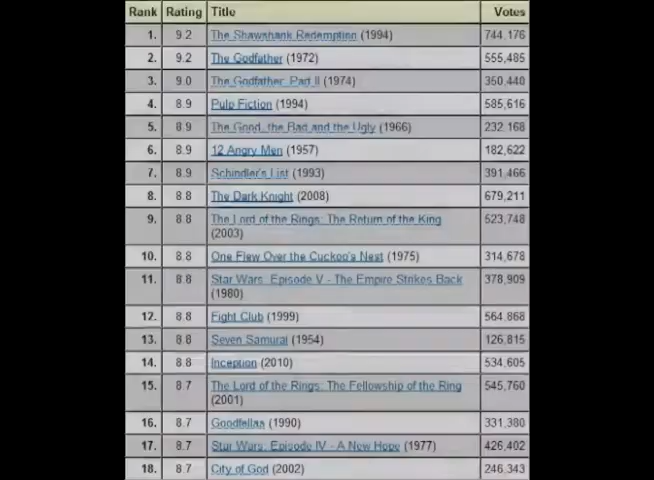 Rank Rating Title Votes
1. 9.2 The Shawshank Redemption (1994) 744,176
2. 9.2 The Godfather (1972) 555,485
3. 9.0 The Godfather: Part II (1974) 350,440
4. 8.9 Pulp Fiction (1994) 585,616
5. 8.9 The Good, the Bad and the Ugly (1966) 232,168
6. 8.9 12 Angry Men (1957) 182,622
7. 8.9 Schindler's List (1993) 391,466
8. 8.8 The Dark Knight (2008) 679,211
9. 8.8 The Lord of the Rings: The Return of the King 523,748
(2003)
10. 8.8 One Flew Over the Cuckoo's Nest (1975) 314,678
11. 8.8 Star Wars: Episode V - The Empire Strikes Back 378,909
(1980)
12. 8.8 Fight Club (1999) 564,868
13. 8.8 Seven Samurai (1954) 126,815
14. 8.8 Inception (2010) 534,605
15. 8.7 The Lord of the Rings: The Fellowship of the Ring 545,760
(2001)
16. 8.7 Goodfellas (1990) 331,380
17. 8.7 Star Wars: Episode IV - A New Hope (1977) 426,402
18. 8.7 City of God (2002) 246,343